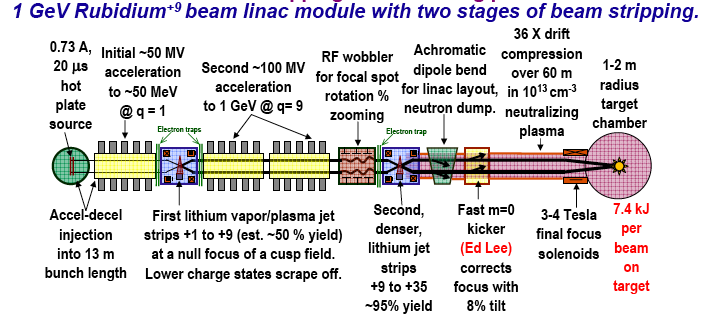 1 GeV Rubidium+9 beam linac module with two stages of beam stripping.
0.73 A,
20 µs
hot
plate
source
Initial ~50 MV
acceleration
to ~50 MeV
@ q = 1
Second ~100 MV
acceleration
to 1 GeV @ q= 9
RF wobbler
for focal spot
rotation %
zooming
Achromatic
dipole bend
for linac layout,
neutron dump.
36 X drift
compression
over 60 m
in 10¹³ cm⁻³
neutralizing
plasma
1-2 m
radius
target
chamber
Electron traps
Electron trap
Accel-decel
injection
into 13 m
bunch length
First lithium vapor/plasma jet
strips +1 to +9 (est. ~50 % yield)
at a null focus of a cusp field.
Lower charge states scrape off.
Second,
denser,
lithium jet
strips
+9 to +35
~95% yield
Fast m=0
kicker
(Ed Lee)
corrects
focus with
8% tilt
3-4 Tesla
final focus
solenoids
7.4 kJ
per
beam
on
target